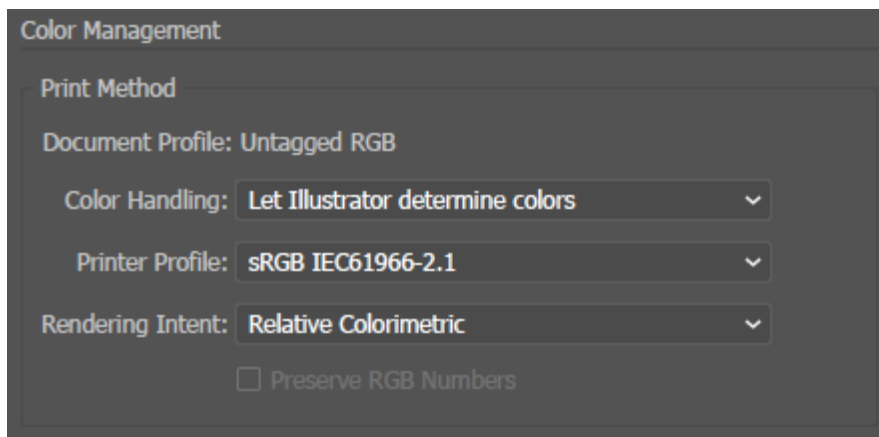 Color Management
Print Method
Document Profile: Untagged RGB
Color Handling: Let Illustrator determine colors
Printer Profile: sRGB IEC61966-2.1
Rendering Intent: Relative Colorimetric
Preserve RGB Numbers